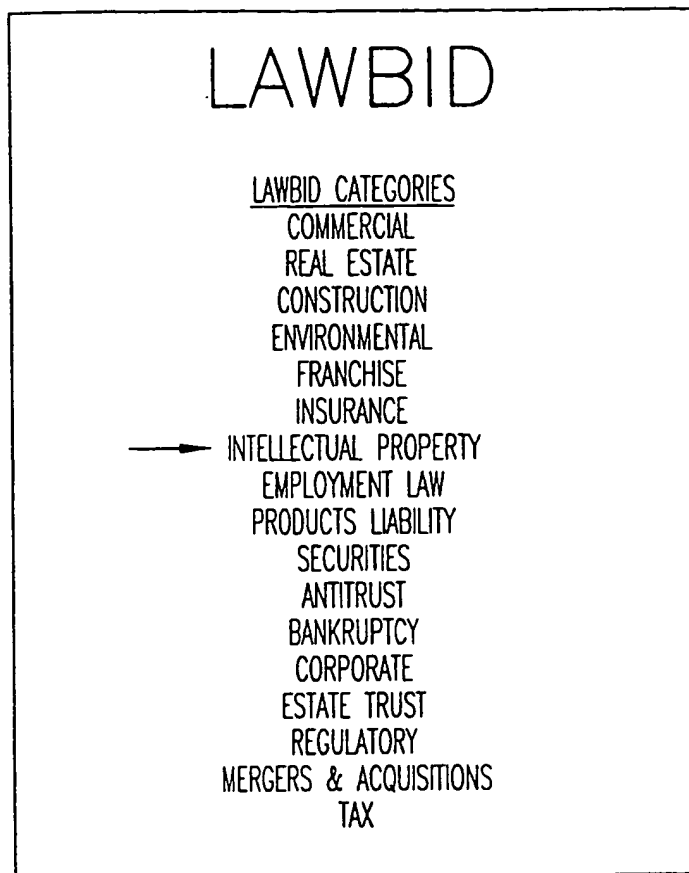 LAWBID
LAWBID CATEGORIES
COMMERCIAL
REAL ESTATE
CONSTRUCTION
ENVIRONMENTAL
FRANCHISE
INSURANCE
INTELLECTUAL PROPERTY
EMPLOYMENT LAW
PRODUCTS LIABILITY
SECURITIES
ANTITRUST
BANKRUPTCY
CORPORATE
ESTATE TRUST
REGULATORY
MERGERS & ACQUISITIONS
TAX